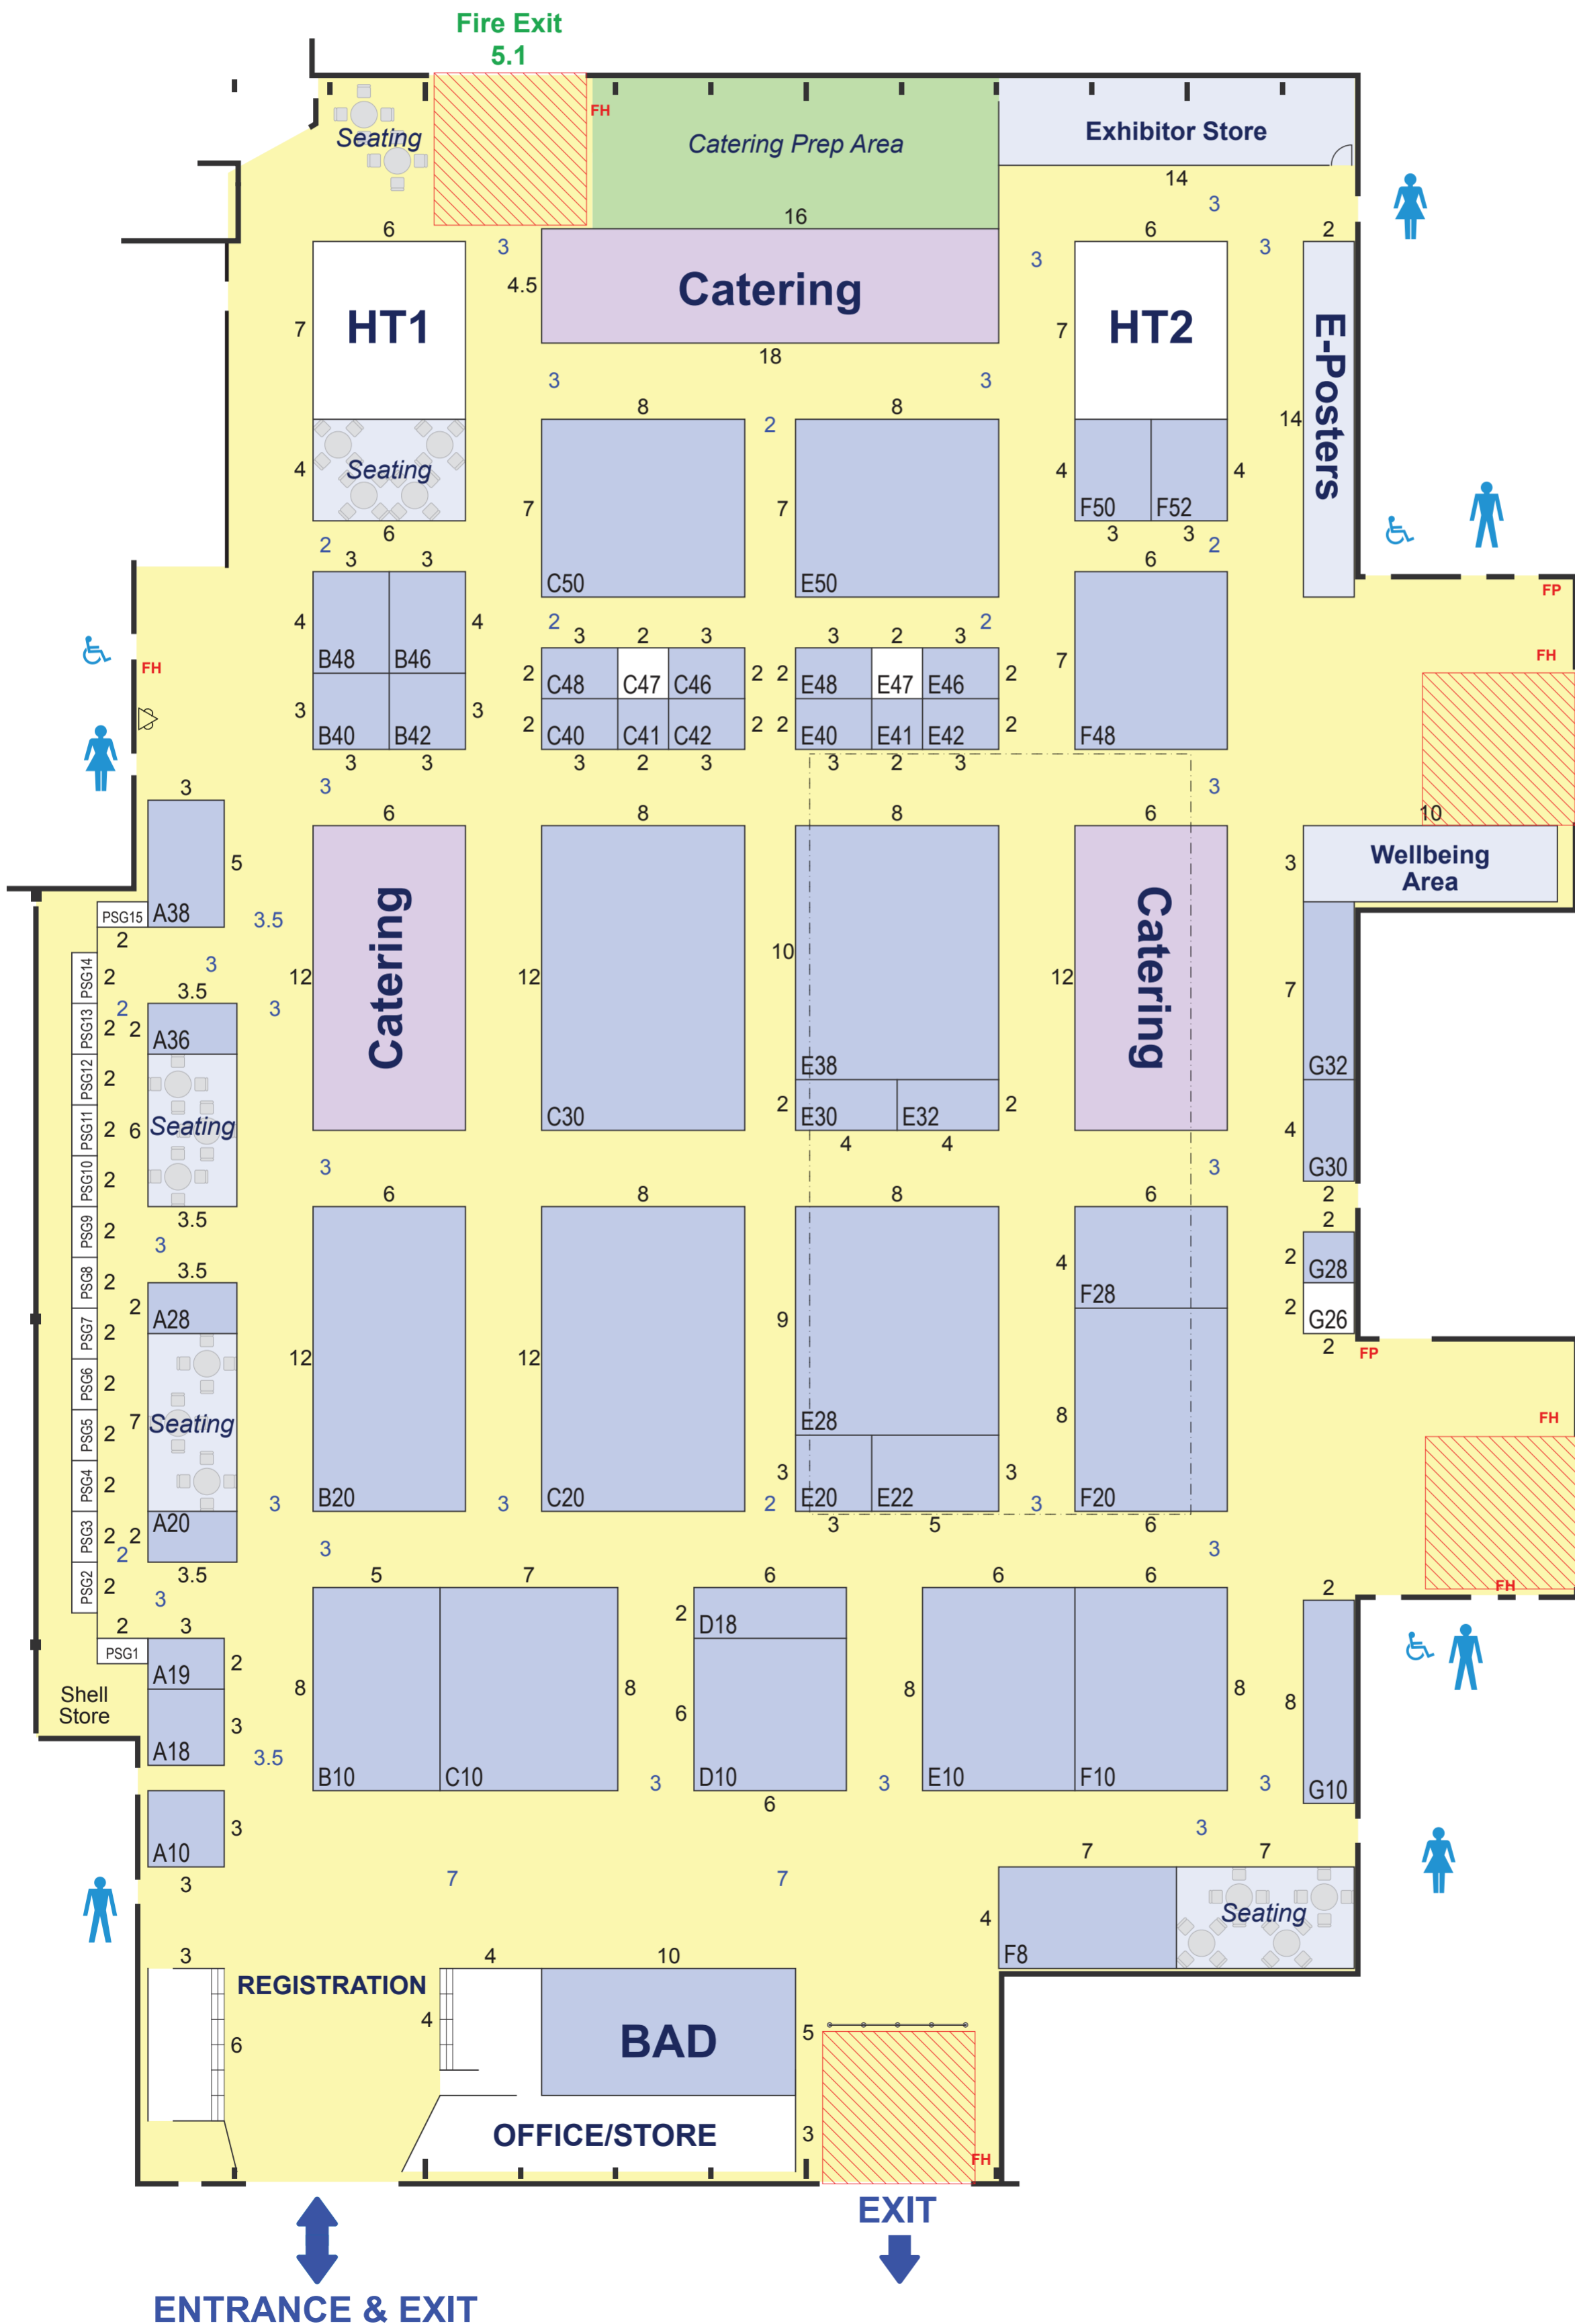 Fire Exit
5.1
FH
Seating
Catering Prep Area
Exhibitor Store
14
3
6
3
16
3
6
3
2
4.5
Catering
7
HT1
7
HT2
E-Posters
14
18
3
3
8
2
8
4
Seating
7
C50
7
E50
4
F50
F52
4
6
3
3
2
2
3
3
6
FP
4
B48
B46
4
2
3
2
3
3
2
3
2
7
F48
FH
FH
2
C48
C47
C46
2
2
E48
E47
E46
2
3
B40
B42
3
2
C40
C41
C42
2
2
E40
E41
E42
2
3
3
3
2
3
3
2
3
3
3
3
6
8
8
6
10
5
A38
3.5
PSG15
2
3
Wellbeing
Area
12
Catering
12
C30
10
E38
12
Catering
7
G32
PSG14
2
3
2
3.5
3
PSG13
2
2
A36
PSG12
2
PSG11
2
6
Seating
PSG10
2
3.5
2
E30
E32
2
4
4
4
G30
2
3
3
PSG9
2
3
6
8
8
6
2
PSG8
2
3.5
2
A28
PSG7
2
4
F28
2
G28
2
G26
2
FP
PSG6
2
12
B20
12
C20
9
E28
8
F20
FH
PSG5
2
7
Seating
PSG4
2
3
E20
E22
3
3
3
2
3
3
5
6
PSG3
2
2
A20
2
3.5
3
3
PSG2
2
3
FH
2
3
PSG1
A19
2
Shell
Store
A18
3
3.5
5
7
8
B10
C10
8
6
2
D18
6
D10
6
3
3
6
6
8
E10
F10
8
3
2
8
G10
A10
3
3
7
7
3
7
7
4
F8
Seating
3
REGISTRATION
6
4
10
4
BAD
5
OFFICE/STORE
3
FH
EXIT
ENTRANCE & EXIT